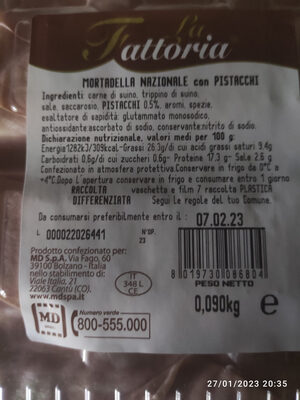 La
Fattoria
MORTADELLA NAZIONALE con PISTACCHI
Ingredienti: carne di suino, trippino di suino,
sale, saccarosio, PISTACCHI 0.5%, aromi, spezie,
esaltatore di sapidità: glutammato monosodico,
antiossidante:ascorbato di sodio, conservante:nitrito di sodio.
Dichiarazione nutrizionale, valori medi per 100 g:
Energia1282kJ/309kcal-Grassi 26.3g/di cui acidi grassi saturi 9.4g
Carboidrati 0.6g/di cui zuccheri 0.6g- Proteine 17.3 g- Sale 2.6 g
Confezionato in atmosfera protettiva.Conservare in frigo da 0°C a
+4°C.Dopo l'apertura conservare in frigo e consumare entro 1 giorno
RACCOLTA vaschetta e film 7 raccolta PLASTICA
DIFFERENZIATA Segui le regole del tuo Comune.
Da consumarsi preferibilmente entro il : 07.02.23
L 000022026441 N°OP.
23
Prodotto confezionato per:
MD S.p.A. Via Fago, 60
39100 Bolzano - Italia
nello stabilimento di:
Viale Italia, 21
22063 Cantù (CO).
www.mdspa.it
IT
348 L
CE
8019730086804
PESO NETTO
0,090kg e
MD
Numero verde
800-555.000
27/01/2023 20:35